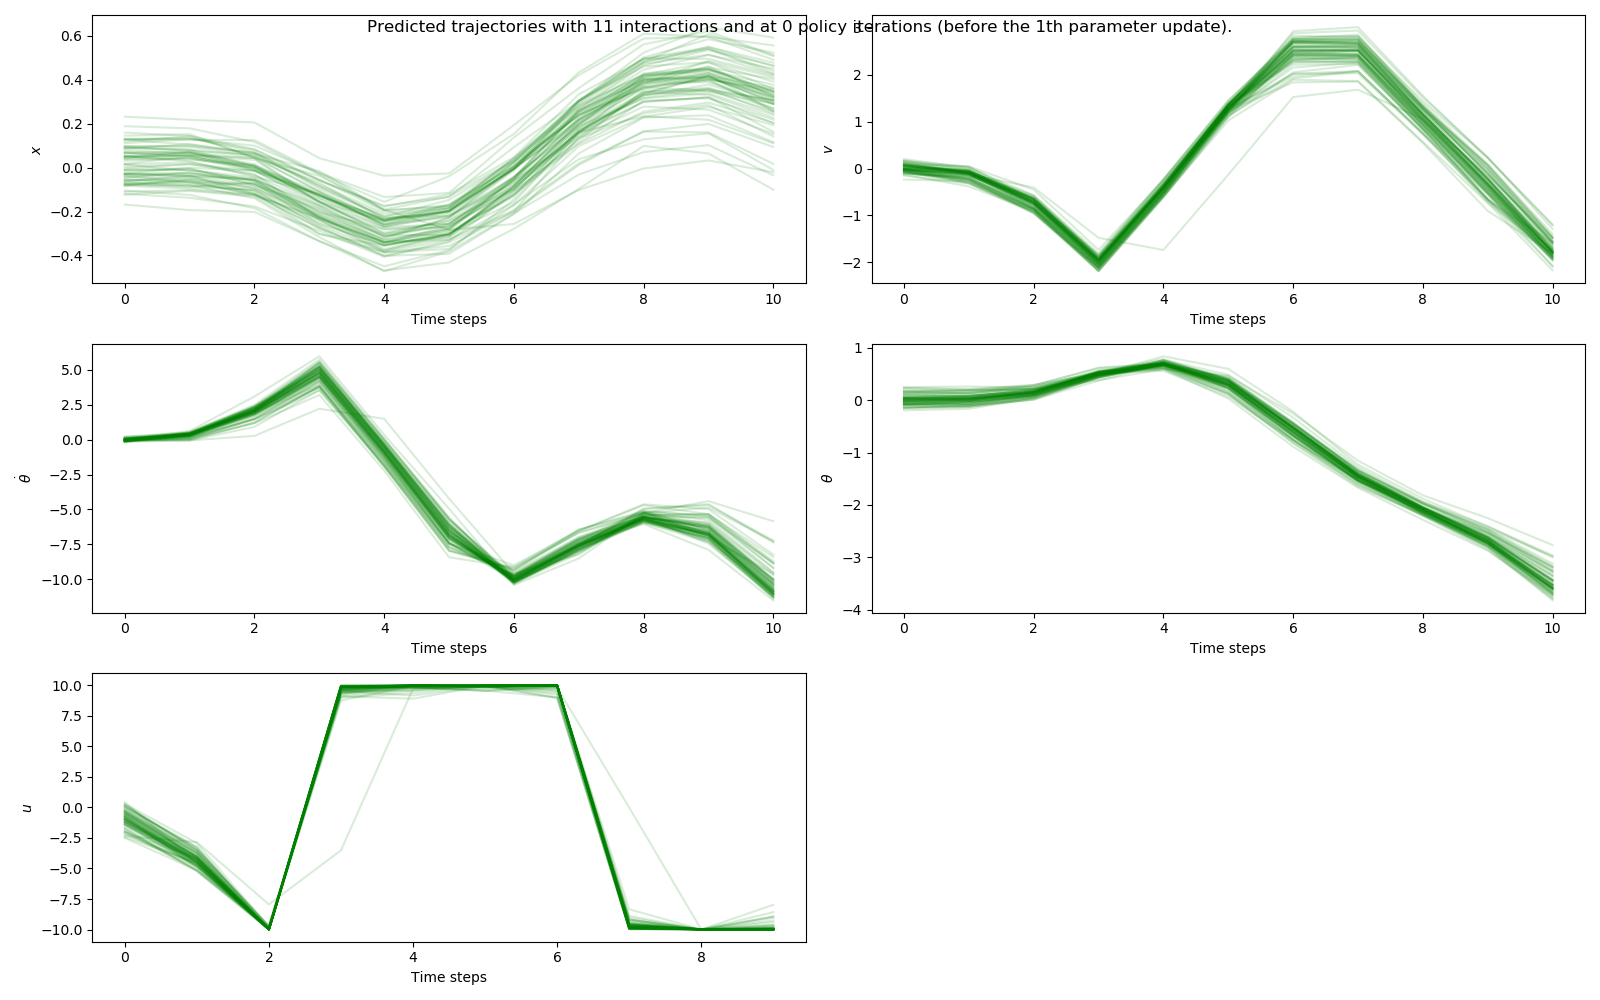 Predicted trajectories with 11 interactions and at 0 policy iterations (before the 1th parameter update).
0.6
0.4
0.2
0.0
−0.2
−0.4
x
0 2 4 6 8 10
Time steps
3
2
1
0
−1
−2
v
0 2 4 6 8 10
Time steps
5.0
2.5
0.0
−2.5
−5.0
−7.5
−10.0
θ̇
0 2 4 6 8 10
Time steps
1
0
−1
−2
−3
−4
θ
0 2 4 6 8 10
Time steps
10.0
7.5
5.0
2.5
0.0
−2.5
−5.0
−7.5
−10.0
u
0 2 4 6 8
Time steps